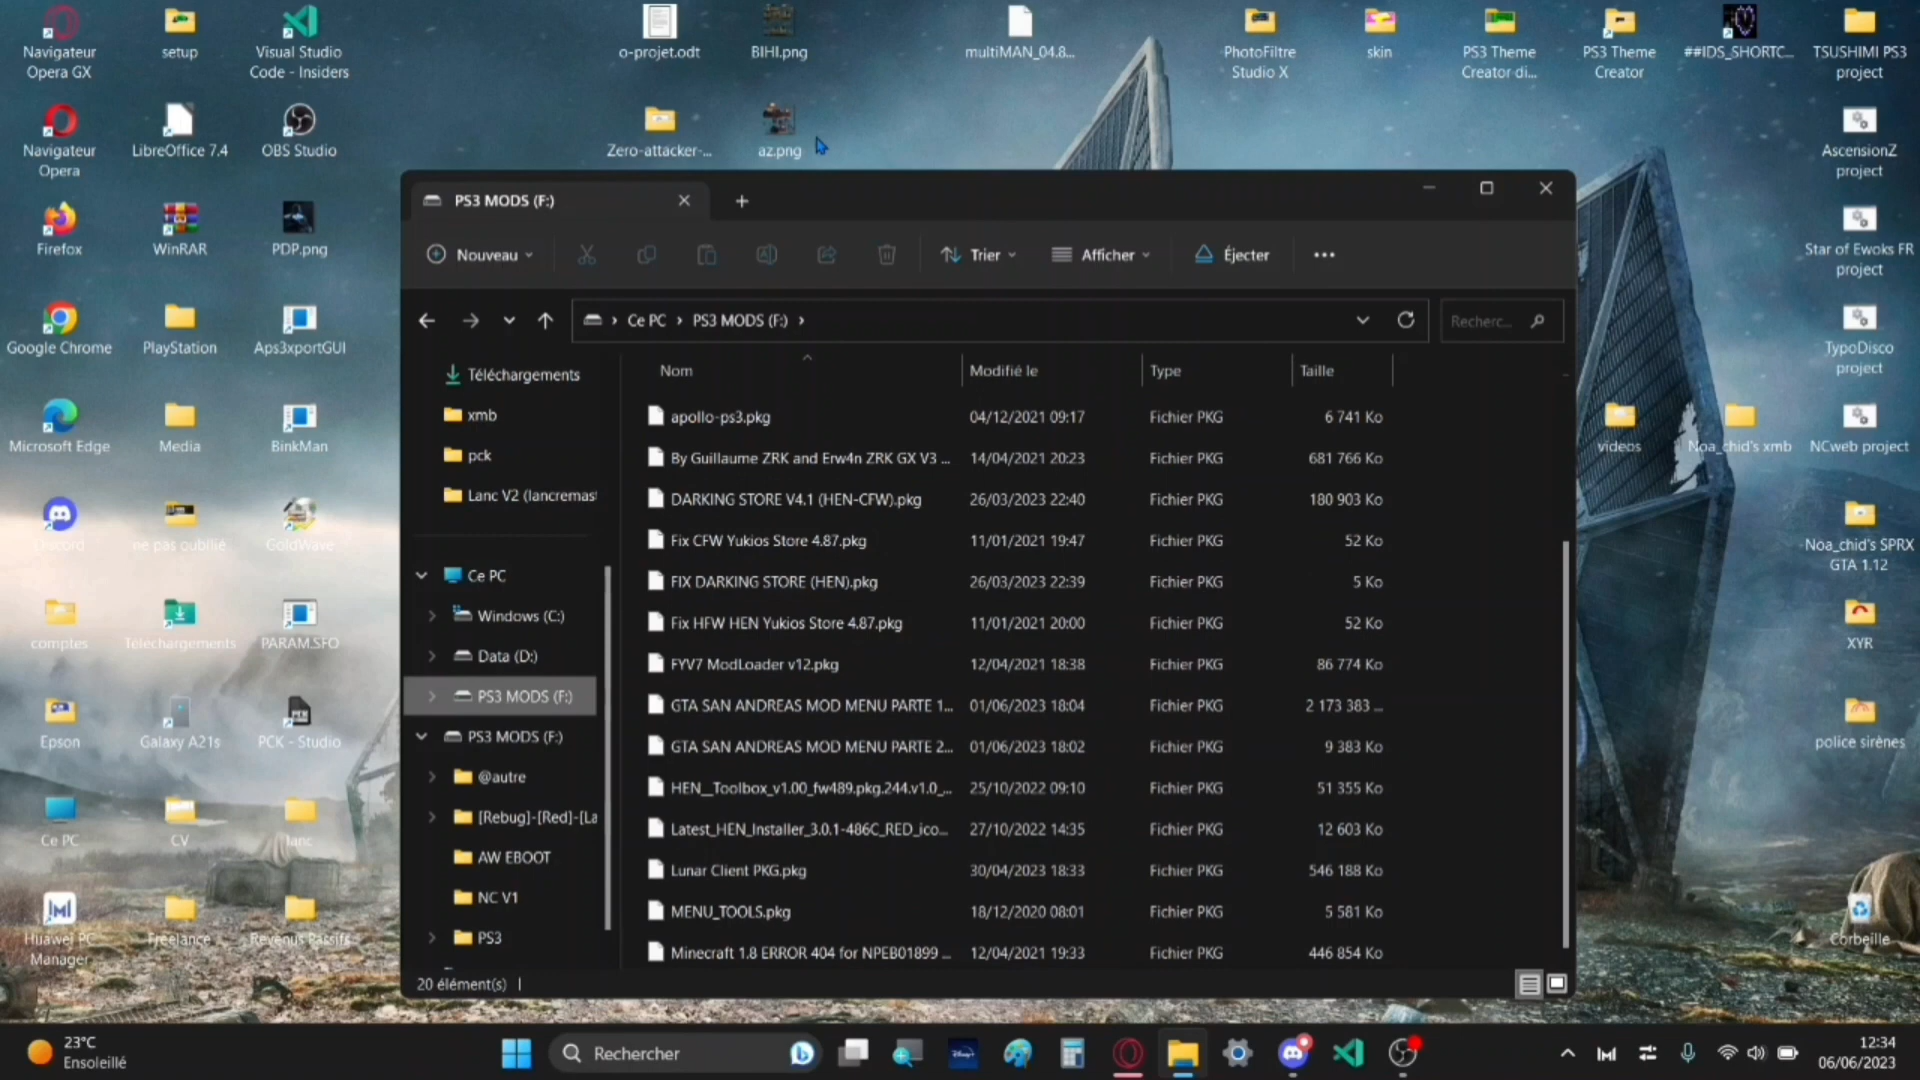 Navigateur
Opera GX
setup
Visual Studio
Code - Insiders
o-projet.odt
BIHI.png
multiMAN_04.8...
PhotoFiltre
Studio X
skin
PS3 Theme
Creator di...
PS3 Theme
Creator
##IDS_SHORTC...
TSUSHIMI PS3
project
Navigateur
Opera
LibreOffice 7.4
OBS Studio
Zero-attacker-...
az.png
AscensionZ
project
Firefox
WinRAR
PDP.png
Star of Ewoks FR
project
Google Chrome
PlayStation
Aps3xportGUI
TypoDisco
project
Microsoft Edge
Media
BinkMan
videos
Noa_chid's xmb
NCweb project
Discord
ne pas oublié
GoldWave
Noa_chid's SPRX
GTA 1.12
comptes
Téléchargements
PARAM.SFO
XYR
Epson
Galaxy A21s
PCK - Studio
police sirènes
Ce PC
CV
lanc
Huawei PC
Manager
Freelance
Revenus Passifs
Corbeille
PS3 MODS (F:)
Nouveau
Trier
Afficher
Éjecter
Ce PC
PS3 MODS (F:)
Recherc...
Téléchargements
xmb
pck
Lanc V2 (lancremast
Ce PC
Windows (C:)
Data (D:)
PS3 MODS (F:)
PS3 MODS (F:)
@autre
[Rebug]-[Red]-[La
AW EBOOT
NC V1
PS3
Nom Modifié le Type Taille
apollo-ps3.pkg 04/12/2021 09:17 Fichier PKG 6 741 Ko
By Guillaume ZRK and Erw4n ZRK GX V3 ... 14/04/2021 20:23 Fichier PKG 681 766 Ko
DARKING STORE V4.1 (HEN-CFW).pkg 26/03/2023 22:40 Fichier PKG 180 903 Ko
Fix CFW Yukios Store 4.87.pkg 11/01/2021 19:47 Fichier PKG 52 Ko
FIX DARKING STORE (HEN).pkg 26/03/2023 22:39 Fichier PKG 5 Ko
Fix HFW HEN Yukios Store 4.87.pkg 11/01/2021 20:00 Fichier PKG 52 Ko
FYV7 ModLoader v12.pkg 12/04/2021 18:38 Fichier PKG 86 774 Ko
GTA SAN ANDREAS MOD MENU PARTE 1... 01/06/2023 18:04 Fichier PKG 2 173 383 ...
GTA SAN ANDREAS MOD MENU PARTE 2... 01/06/2023 18:02 Fichier PKG 9 383 Ko
HEN__Toolbox_v1.00_fw489.pkg.244.v1.0_... 25/10/2022 09:10 Fichier PKG 51 355 Ko
Latest_HEN_Installer_3.0.1-486C_RED_ico... 27/10/2022 14:35 Fichier PKG 12 603 Ko
Lunar Client PKG.pkg 30/04/2023 18:33 Fichier PKG 546 188 Ko
MENU_TOOLS.pkg 18/12/2020 08:01 Fichier PKG 5 581 Ko
Minecraft 1.8 ERROR 404 for NPEB01899 ... 12/04/2021 19:33 Fichier PKG 446 854 Ko
20 élément(s)
23°C
Ensoleillé
Rechercher
12:34
06/06/2023